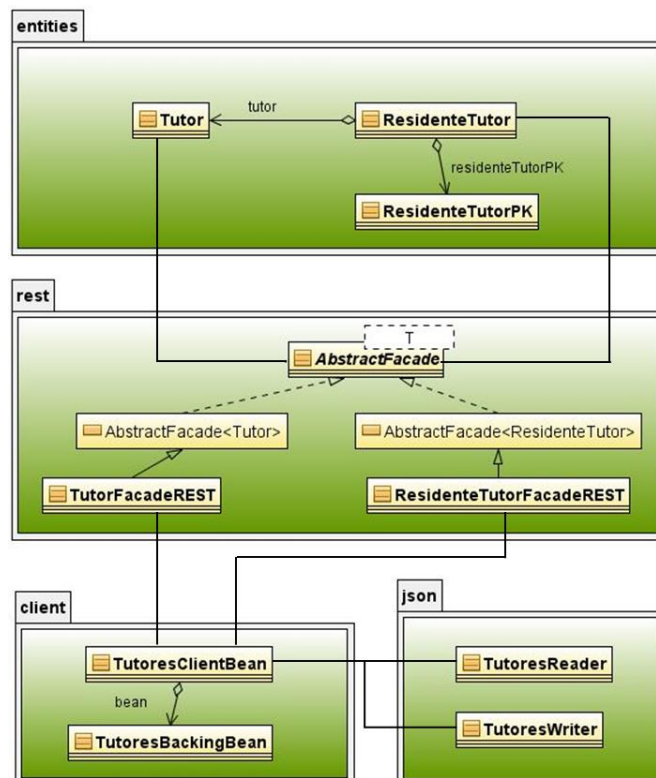 entities
Tutor
tutor
ResidenteTutor
residenteTutorPK
ResidenteTutorPK
rest
T
AbstractFacade
AbstractFacade<Tutor>
AbstractFacade<ResidenteTutor>
TutorFacadeREST
ResidenteTutorFacadeREST
client
json
TutoresClientBean
TutoresReader
bean
TutoresBackingBean
TutoresWriter